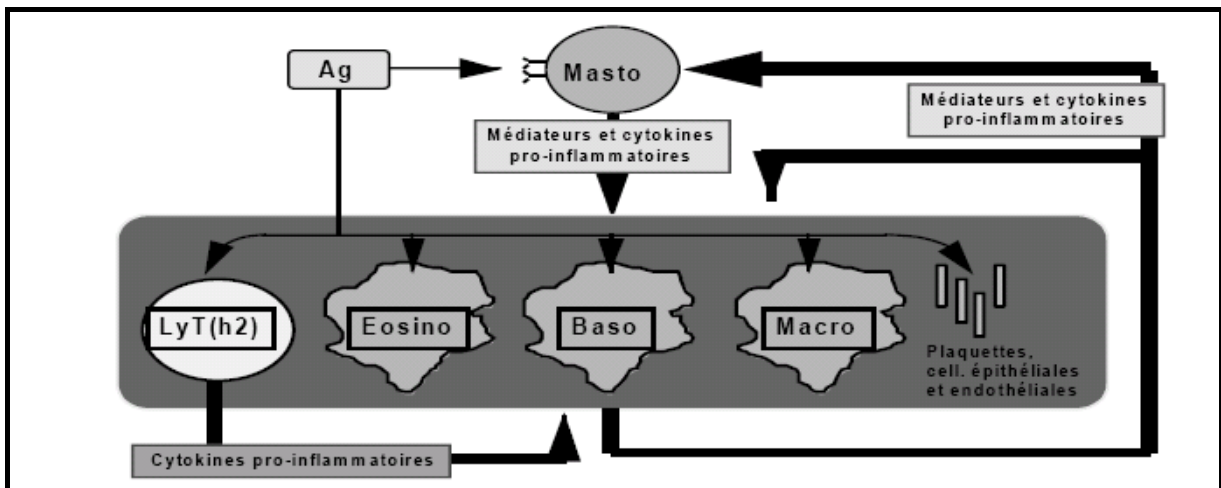 Ag
Masto
Médiateurs et cytokines
pro-inflammatoires
Médiateurs et cytokines
pro-inflammatoires
LyT(h2)
Eosino
Baso
Macro
Plaquettes,
cell. épithéliales
et endothéliales
Cytokines pro-inflammatoires